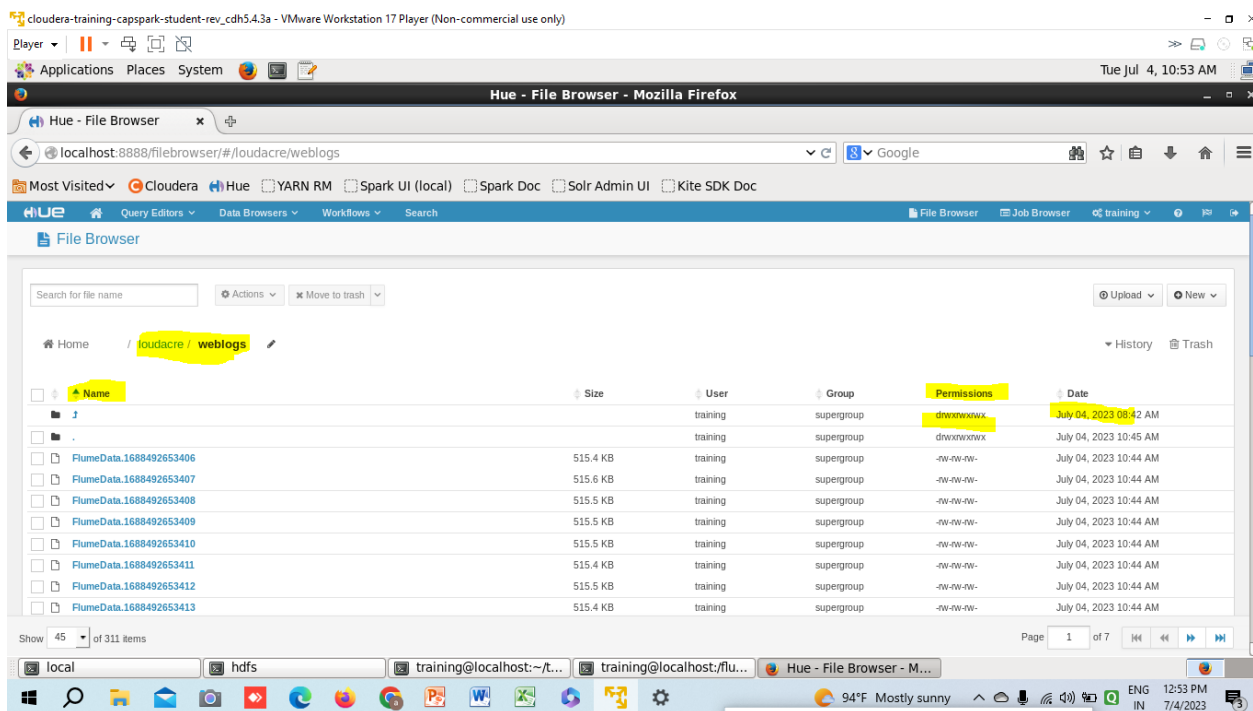 cloudera-training-capspark-student-rev_cdh5.4.3a - VMware Workstation 17 Player (Non-commercial use only)
Player
Applications Places System Tue Jul 4, 10:53 AM
Hue - File Browser - Mozilla Firefox
Hue - File Browser
localhost:8888/filebrowser/#/loudacre/weblogs Google
Most Visited Cloudera Hue YARN RM Spark UI (local) Spark Doc Solr Admin UI Kite SDK Doc
HUE Query Editors Data Browsers Workflows Search File Browser Job Browser training
File Browser
Search for file name Actions Move to trash Upload New
Home / loudacre / weblogs History Trash
Name Size User Group Permissions Date
training supergroup drwxrwxrwx July 04, 2023 08:42 AM
. training supergroup drwxrwxrwx July 04, 2023 10:45 AM
FlumeData.1688492653406 515.4 KB training supergroup -rw-rw-rw- July 04, 2023 10:44 AM
FlumeData.1688492653407 515.6 KB training supergroup -rw-rw-rw- July 04, 2023 10:44 AM
FlumeData.1688492653408 515.5 KB training supergroup -rw-rw-rw- July 04, 2023 10:44 AM
FlumeData.1688492653409 515.5 KB training supergroup -rw-rw-rw- July 04, 2023 10:44 AM
FlumeData.1688492653410 515.5 KB training supergroup -rw-rw-rw- July 04, 2023 10:44 AM
FlumeData.1688492653411 515.4 KB training supergroup -rw-rw-rw- July 04, 2023 10:44 AM
FlumeData.1688492653412 515.5 KB training supergroup -rw-rw-rw- July 04, 2023 10:44 AM
FlumeData.1688492653413 515.4 KB training supergroup -rw-rw-rw- July 04, 2023 10:44 AM
Show 45 of 311 items Page 1 of 7
local hdfs training@localhost:~/t... training@localhost:/flu... Hue - File Browser - M...
94°F Mostly sunny ENG 12:53 PM
IN 7/4/2023 3